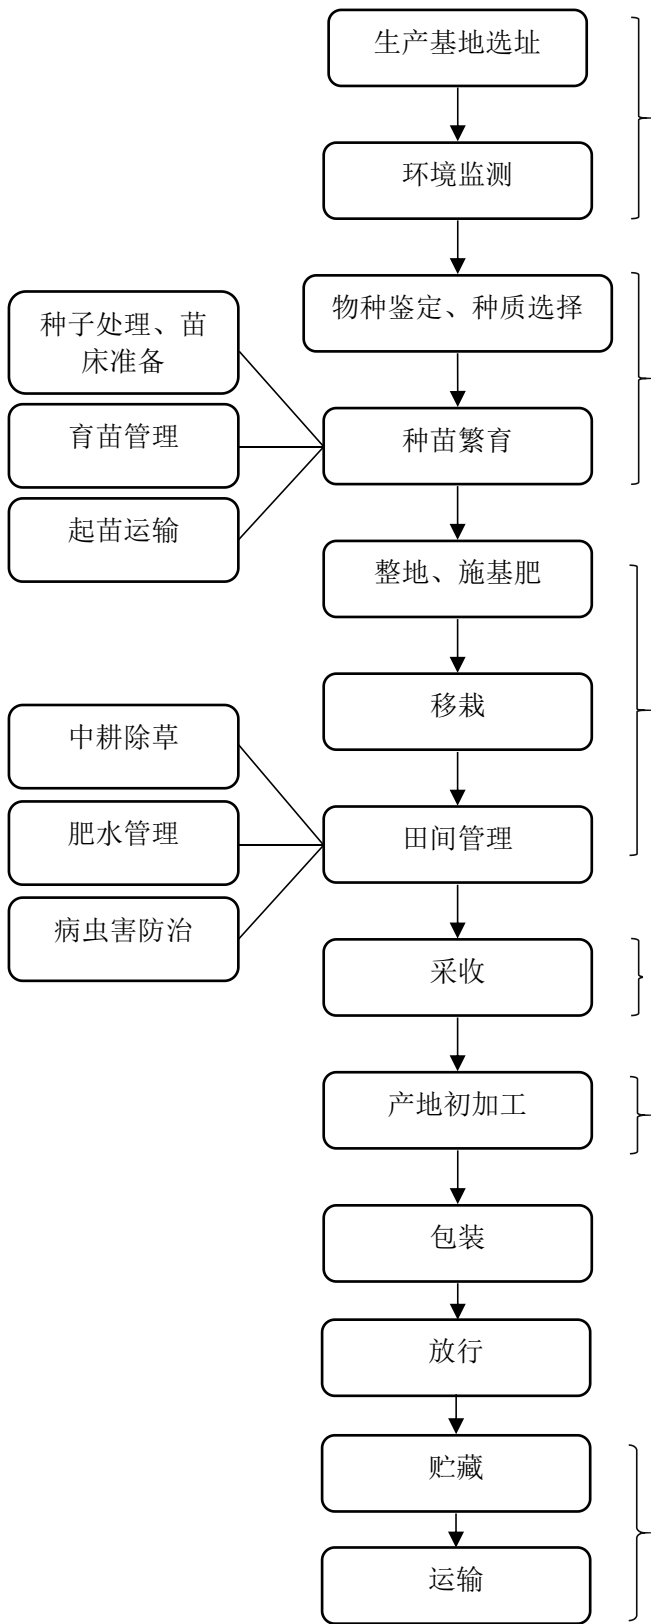 生产基地选址
环境监测
物种鉴定、种质选择
种子处理、苗
床准备
育苗管理
种苗繁育
起苗运输
整地、施基肥
移栽
中耕除草
肥水管理
田间管理
病虫害防治
采收
产地初加工
包装
放行
贮藏
运输